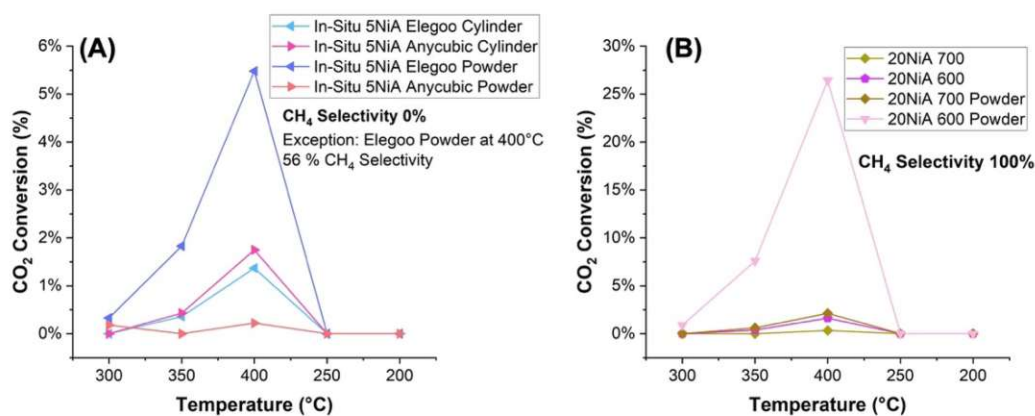 (A)
In-Situ 5NiA Elegoo Cylinder
In-Situ 5NiA Anycubic Cylinder
In-Situ 5NiA Elegoo Powder
In-Situ 5NiA Anycubic Powder
CH₄ Selectivity 0%
Exception: Elegoo Powder at 400°C
56 % CH₄ Selectivity
CO₂ Conversion (%)
6%
5%
4%
3%
2%
1%
0%
300 350 400 250 200
Temperature (°C)
(B)
20NiA 700
20NiA 600
20NiA 700 Powder
20NiA 600 Powder
CH₄ Selectivity 100%
CO₂ Conversion (%)
30%
25%
20%
15%
10%
5%
0%
300 350 400 250 200
Temperature (°C)